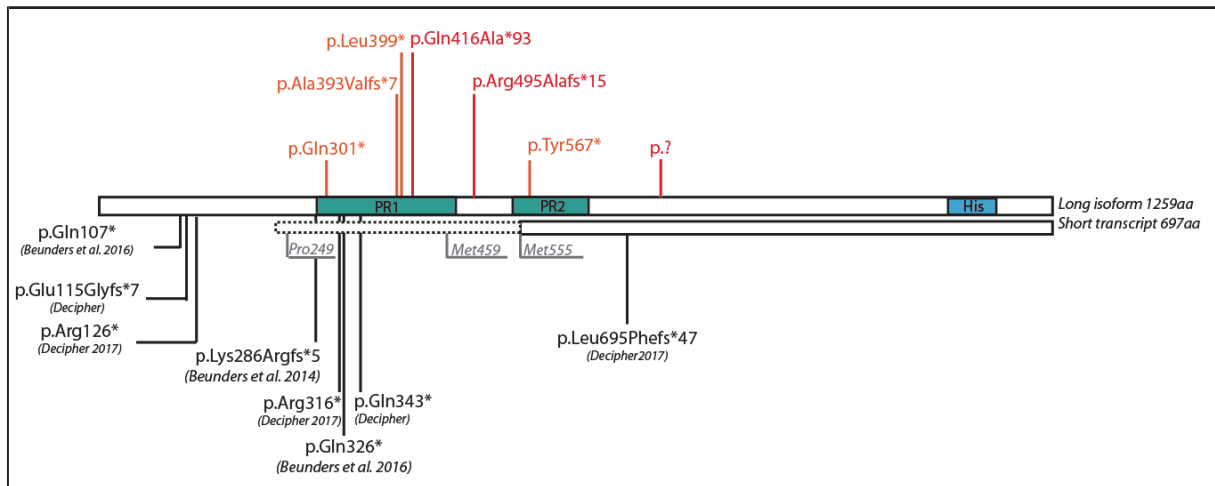 p.Leu399*
p.Gln416Ala*93
p.Ala393Valfs*7
p.Arg495Alafs*15
p.Gln301*
p.Tyr567*
p.?
PR1
PR2
His
Long isoform 1259aa
Short transcript 697aa
Pro249
Met459
Met555
p.Gln107*
(Beunders et al. 2016)
p.Glu115Glyfs*7
(Decipher)
p.Arg126*
(Decipher 2017)
p.Lys286Argfs*5
(Beunders et al. 2014)
p.Arg316*
(Decipher 2017)
p.Gln343*
(Decipher)
p.Gln326*
(Beunders et al. 2016)
p.Leu695Phefs*47
(Decipher2017)